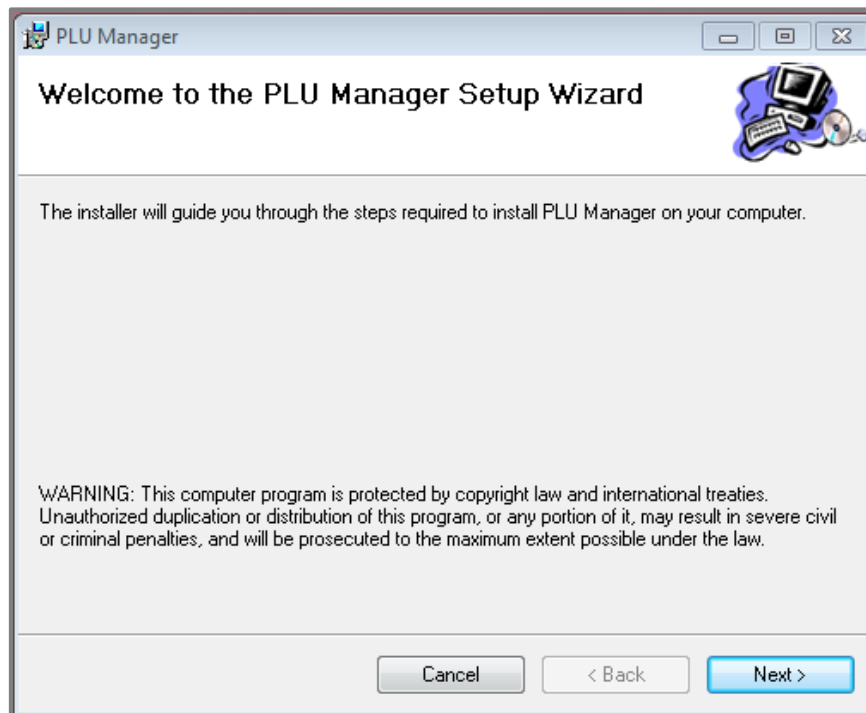 PLU Manager
Welcome to the PLU Manager Setup Wizard
The installer will guide you through the steps required to install PLU Manager on your computer.
WARNING: This computer program is protected by copyright law and international treaties.
Unauthorized duplication or distribution of this program, or any portion of it, may result in severe civil
or criminal penalties, and will be prosecuted to the maximum extent possible under the law.
Cancel
< Back
Next >